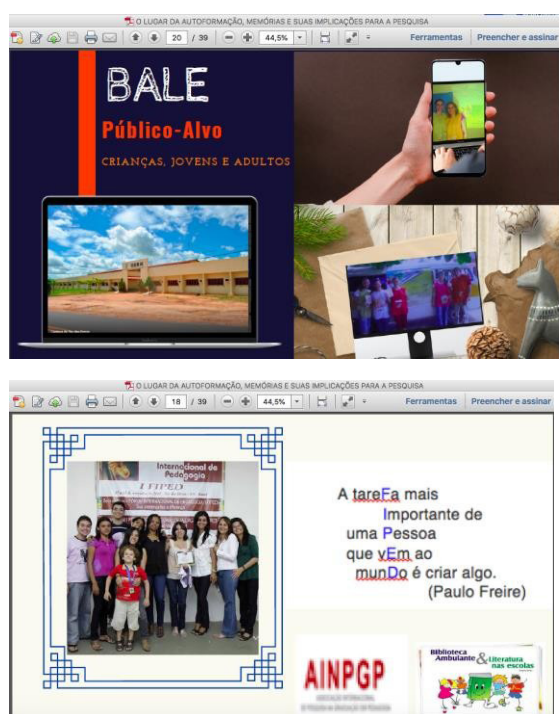 O LUGAR DA AUTOFORMAÇÃO, MEMÓRIAS E SUAS IMPLICAÇÕES PARA A PESQUISA
20 / 39
44,5%
Ferramentas
Preencher e assinar
BALE
Público-Alvo
CRIANÇAS, JOVENS E ADULTOS
O LUGAR DA AUTOFORMAÇÃO, MEMÓRIAS E SUAS IMPLICAÇÕES PARA A PESQUISA
18 / 39
44,5%
Ferramentas
Preencher e assinar
Internacional de
Pedagogia
I FIPED
A tareFa mais
Importante de
uma Pessoa
que vEm ao
munDo é criar algo.
(Paulo Freire)
AINPGP
Biblioteca
Ambulante & Literatura
nas escolas